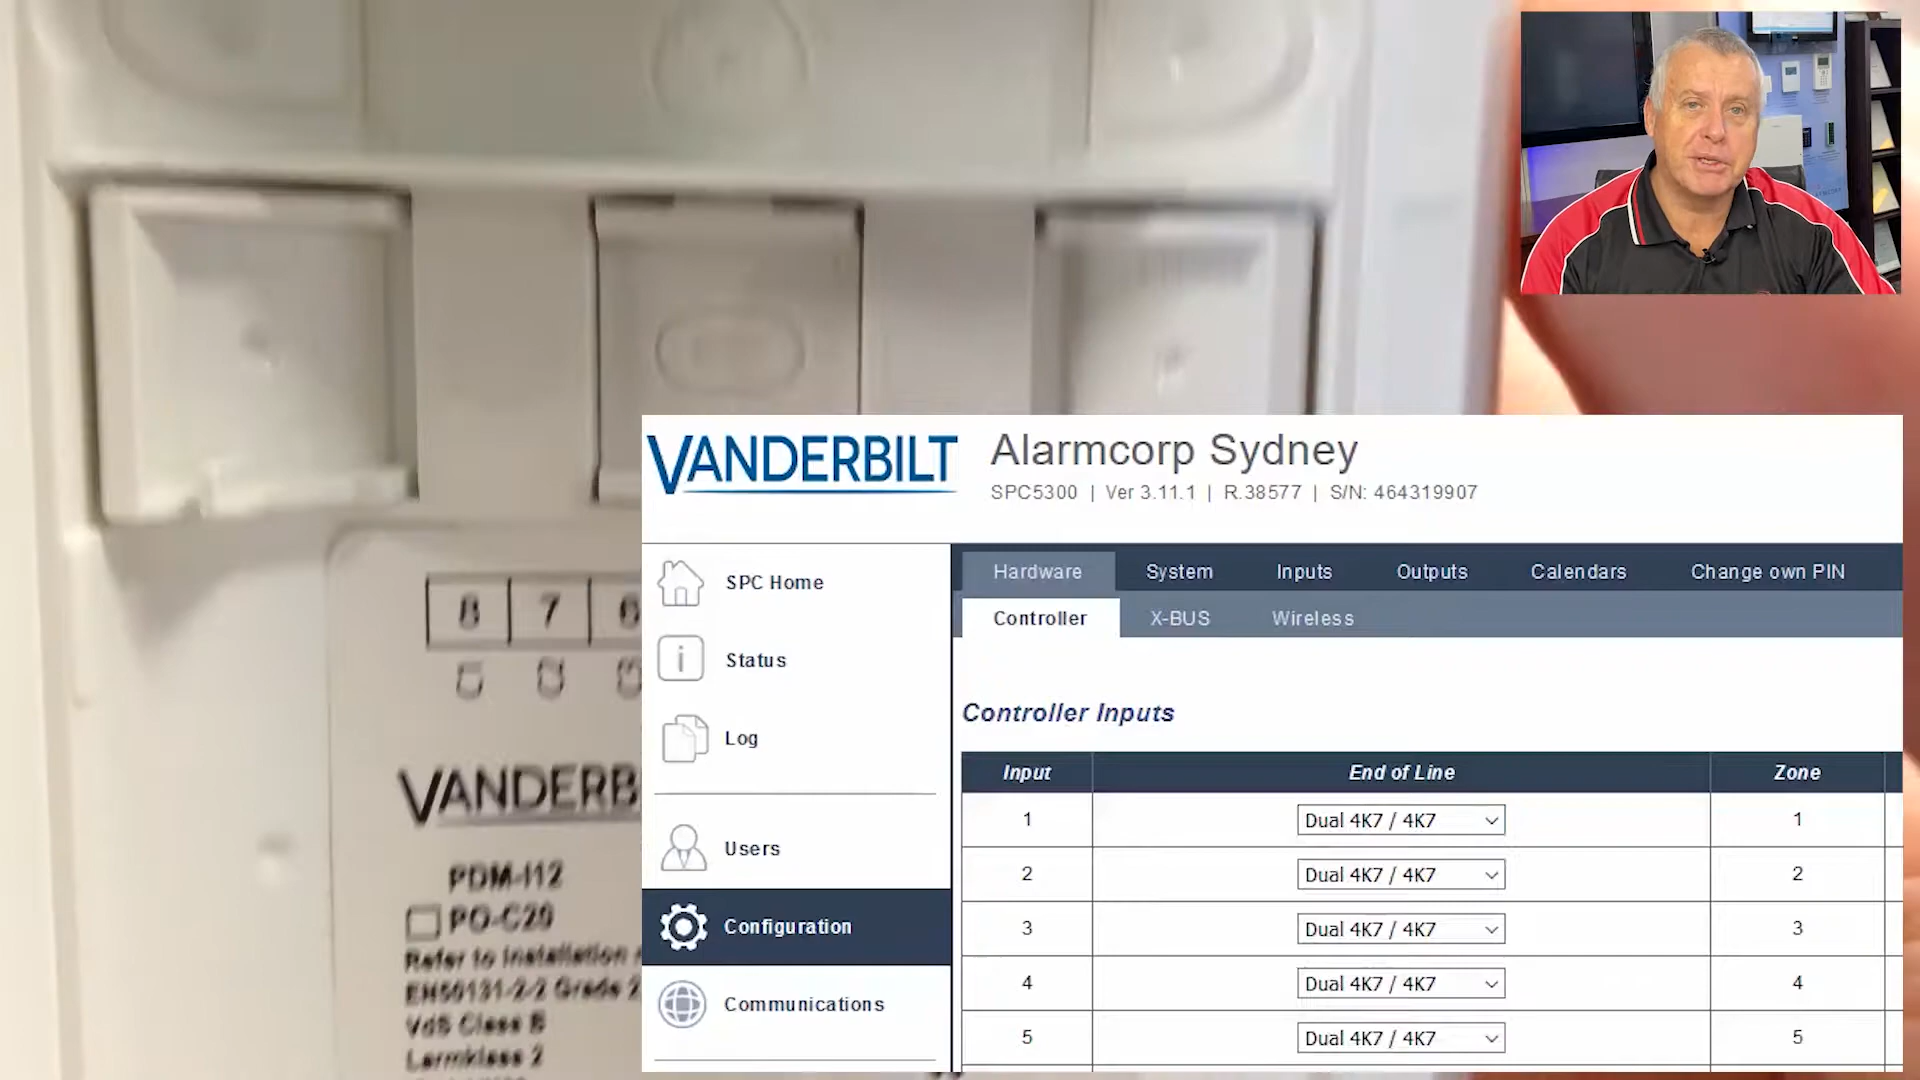 8 7 6
VANDERB
PDM-I12
PO-C20
Refer to Installation
EN50131-2-2 Grade 2
VdS Class B
Larmklass 2
VANDERBILT
Alarmcorp Sydney
SPC5300 | Ver 3.11.1 | R.38577 | S/N: 464319907
SPC Home
Status
Log
Users
Configuration
Communications
Hardware System Inputs Outputs Calendars Change own PIN
Controller X-BUS Wireless
Controller Inputs
Input End of Line Zone
1 Dual 4K7 / 4K7 1
2 Dual 4K7 / 4K7 2
3 Dual 4K7 / 4K7 3
4 Dual 4K7 / 4K7 4
5 Dual 4K7 / 4K7 5